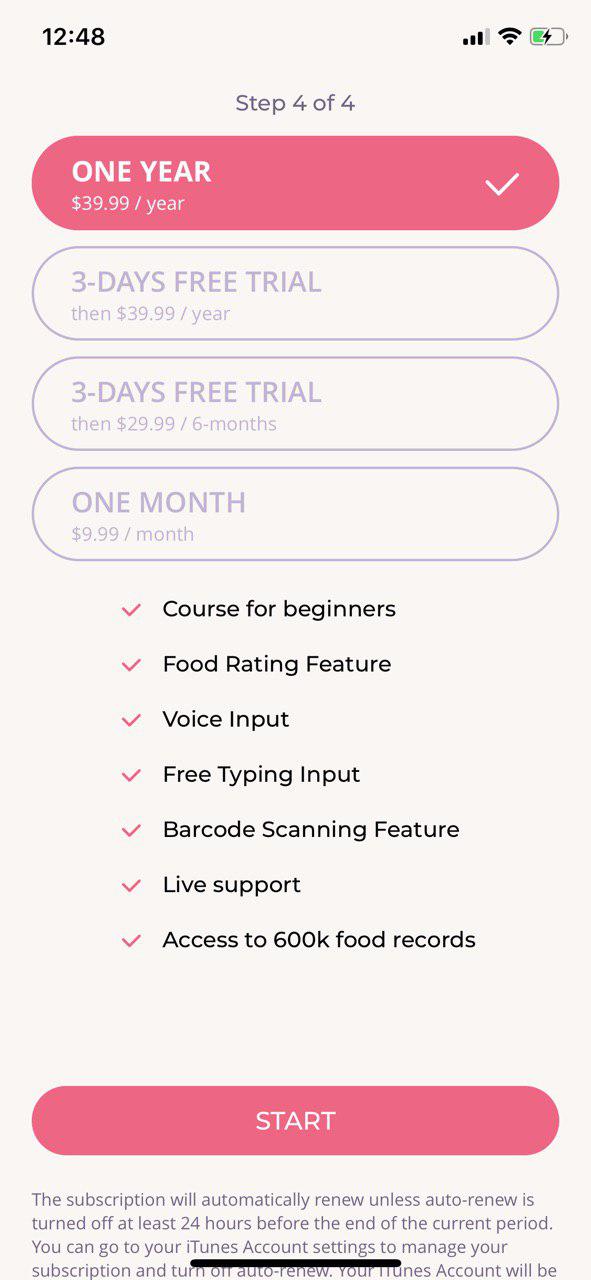 12:48
Step 4 of 4
ONE YEAR
$39.99 / year
3-DAYS FREE TRIAL
then $39.99 / year
3-DAYS FREE TRIAL
then $29.99 / 6-months
ONE MONTH
$9.99 / month
Course for beginners
Food Rating Feature
Voice Input
Free Typing Input
Barcode Scanning Feature
Live support
Access to 600k food records
START
The subscription will automatically renew unless auto-renew is
turned off at least 24 hours before the end of the current period.
You can go to your iTunes Account settings to manage your
subscription and turn off auto-renew. Your iTunes Account will be